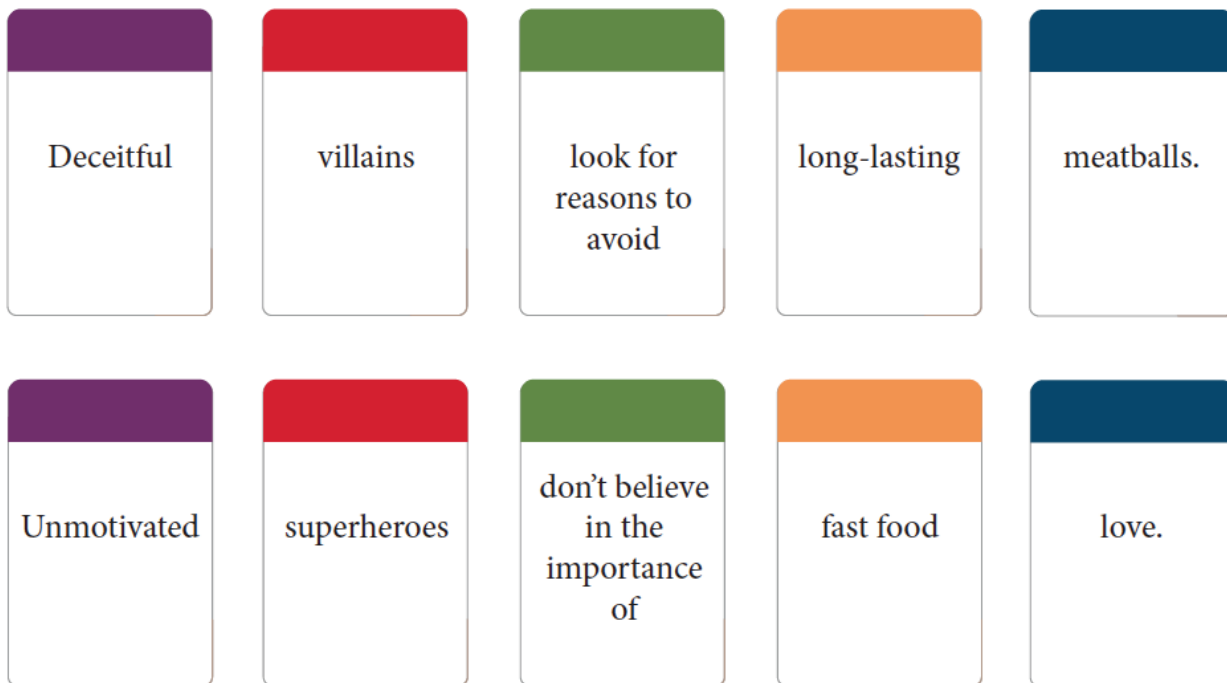 Deceitful
villains
look for
reasons to
avoid
long-lasting
meatballs.
Unmotivated
superheroes
don’t believe
in the
importance
of
fast food
love.